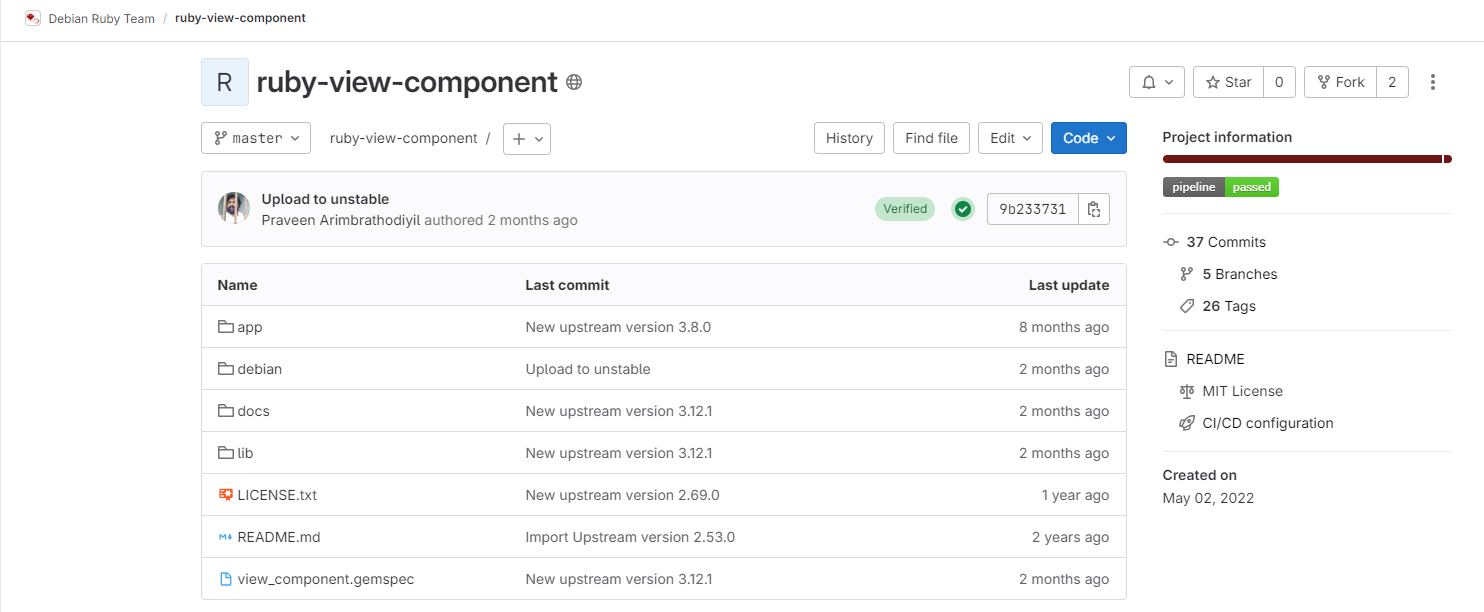 Debian Ruby Team / ruby-view-component
R ruby-view-component
Star 0 Fork 2
master ruby-view-component / + History Find file Edit Code
Upload to unstable
Praveen Arimbrathodiyil authored 2 months ago
Verified 9b233731
Name Last commit Last update
app New upstream version 3.8.0 8 months ago
debian Upload to unstable 2 months ago
docs New upstream version 3.12.1 2 months ago
lib New upstream version 3.12.1 2 months ago
LICENSE.txt New upstream version 2.69.0 1 year ago
M↓ README.md Import Upstream version 2.53.0 2 years ago
view_component.gemspec New upstream version 3.12.1 2 months ago
Project information
pipeline passed
37 Commits
5 Branches
26 Tags
README
MIT License
CI/CD configuration
Created on
May 02, 2022